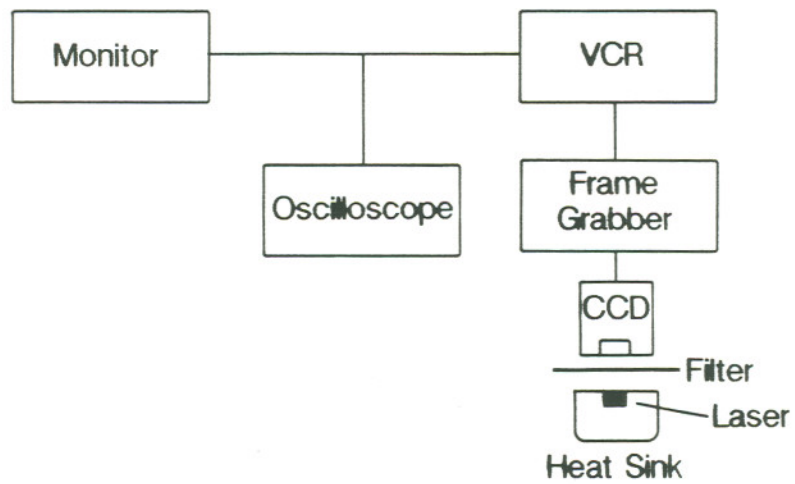 Monitor
VCR
Oscilloscope
Frame
Grabber
CCD
Filter
Laser
Heat Sink